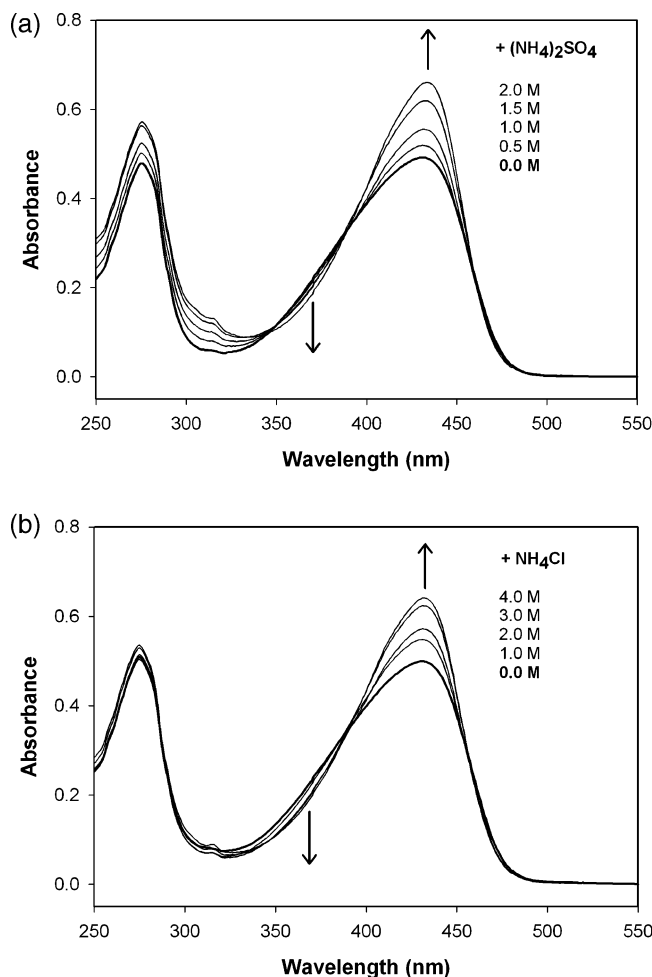 (a)
0.8
0.6
0.4
0.2
0.0
Absorbance
+ (NH4)2SO4
2.0 M
1.5 M
1.0 M
0.5 M
0.0 M
250 300 350 400 450 500 550
Wavelength (nm)
(b)
0.8
0.6
0.4
0.2
0.0
Absorbance
+ NH4Cl
4.0 M
3.0 M
2.0 M
1.0 M
0.0 M
250 300 350 400 450 500 550
Wavelength (nm)